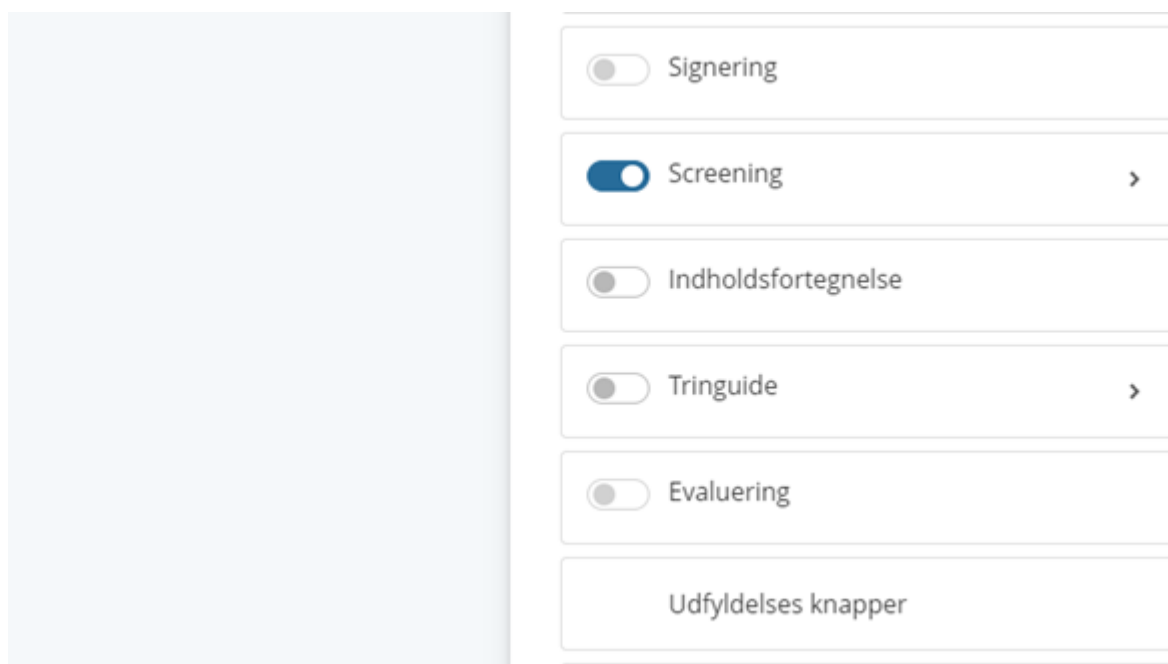 Signering
Screening
Indholdsfortegnelse
Tringuide
Evaluering
Udfyldelses knapper